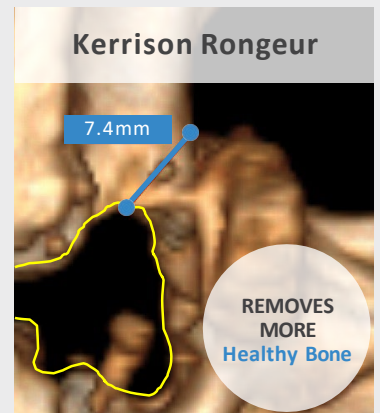 Kerrison Rongeur
7.4mm
REMOVES
MORE
Healthy Bone